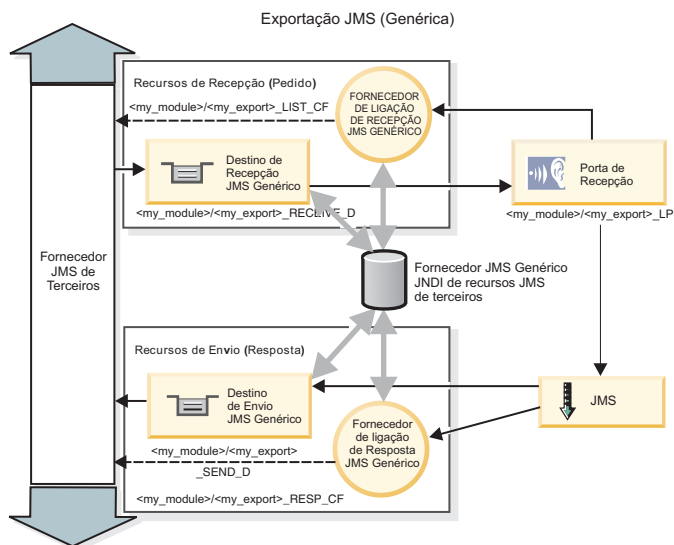 Exportação JMS (Genérica)
Recursos de Recepção (Pedido)
<my_module>/<my_export>_LIST_CF
FORNECEDOR
DE LIGAÇÃO
DE RECEPÇÃO
JMS GENÉRICO
Destino de
Recepção
JMS Genérico
<my_module>/<my_export>_RECEIVE_D
Porta de
Recepção
<my_module>/<my_export>_LP
Fornecedor
JMS de
Terceiros
Fornecedor JMS Genérico
JNDI de recursos JMS
de terceiros
Recursos de Envio (Resposta)
Destino
de Envio
JMS Genérico
<my_module>/<my_export>
_SEND_D
Fornecedor
de ligação
de Resposta
JMS Genérico
<my_module>/<my_export>_RESP_CF
JMS